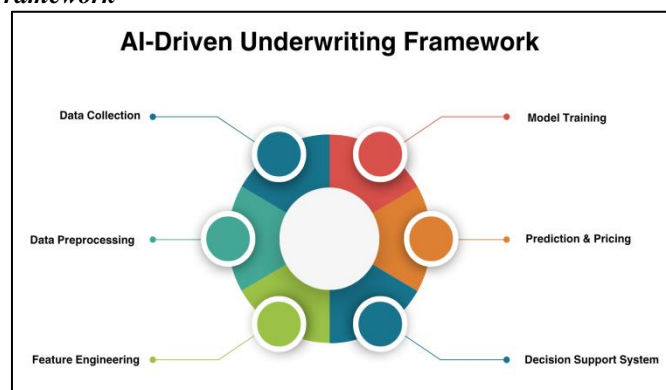 ramework
AI-Driven Underwriting Framework
Data Collection
Model Training
Data Preprocessing
Prediction & Pricing
Feature Engineering
Decision Support System